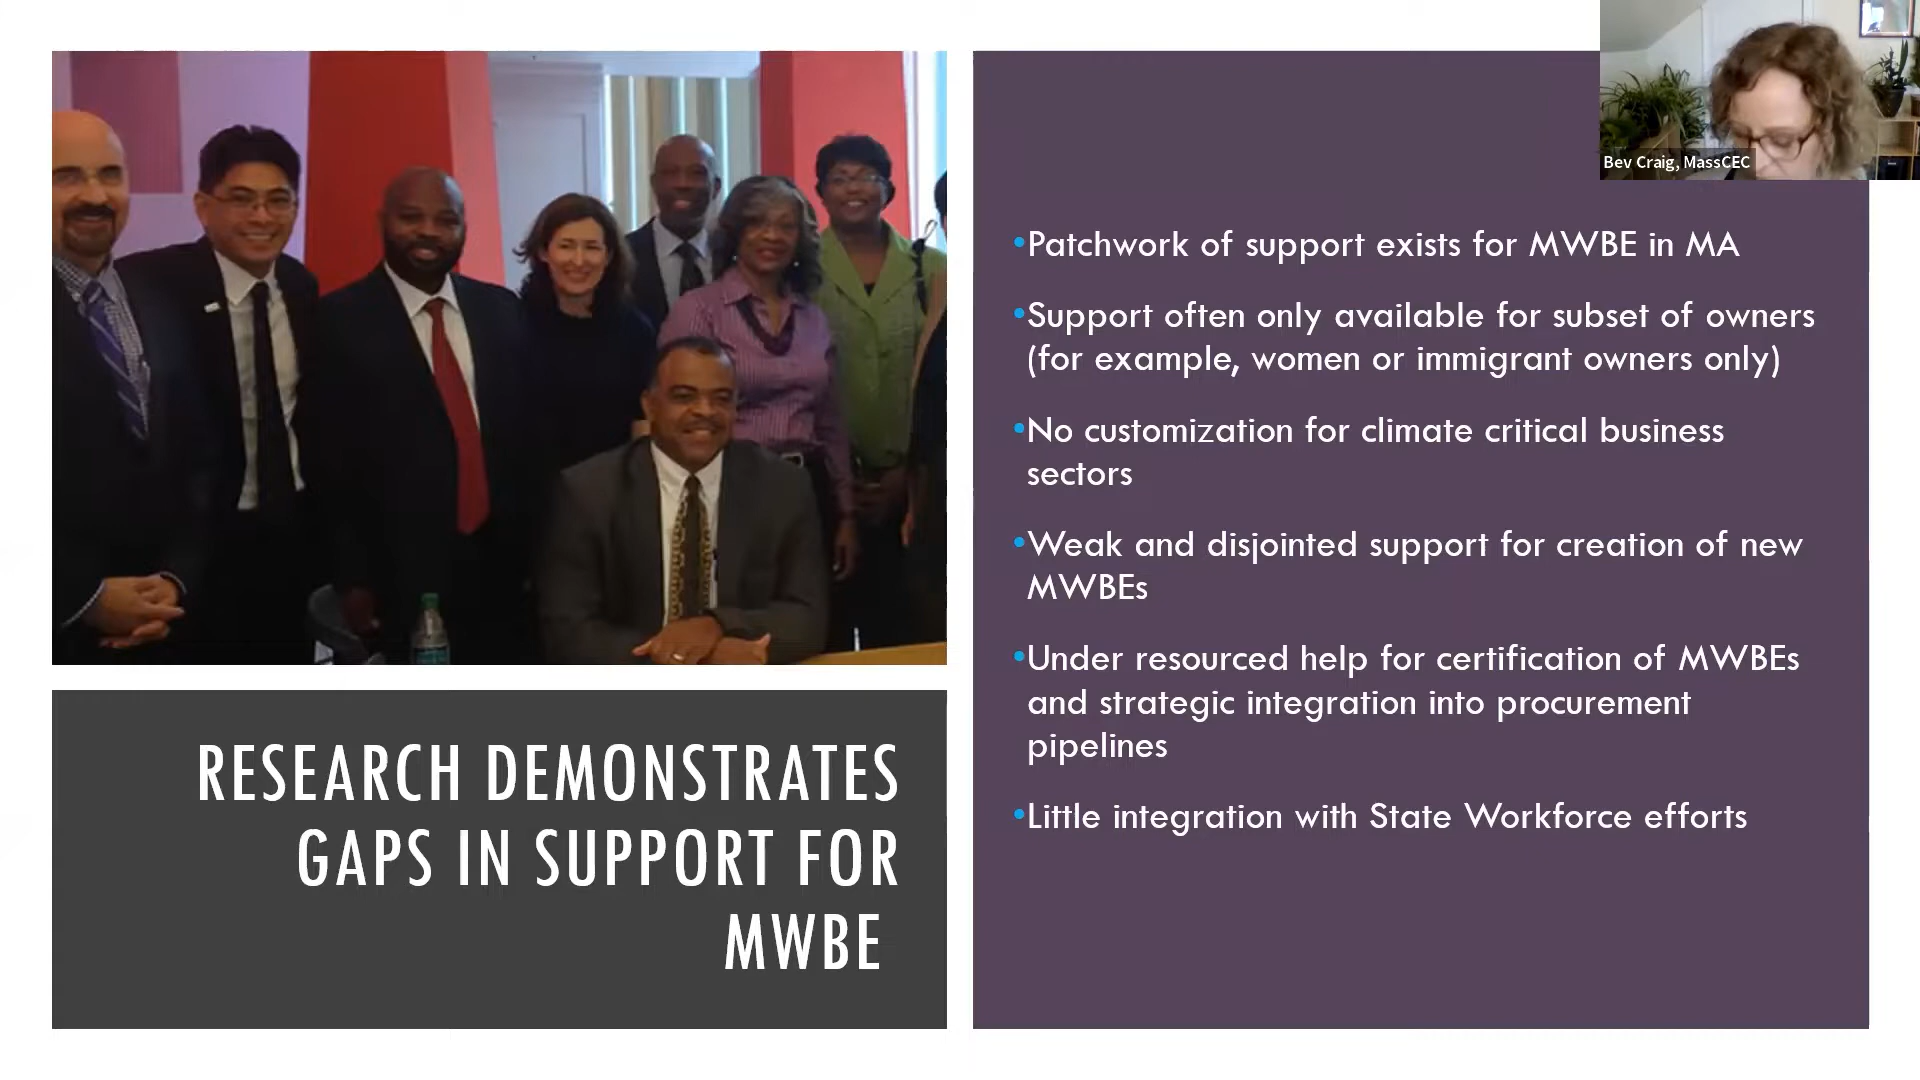 Bev Craig, MassCEC
•Patchwork of support exists for MWBE in MA
•Support often only available for subset of owners
(for example, women or immigrant owners only)
•No customization for climate critical business
sectors
•Weak and disjointed support for creation of new
MWBEs
•Under resourced help for certification of MWBEs
and strategic integration into procurement
pipelines
•Little integration with State Workforce efforts
RESEARCH DEMONSTRATES
GAPS IN SUPPORT FOR
MWBE